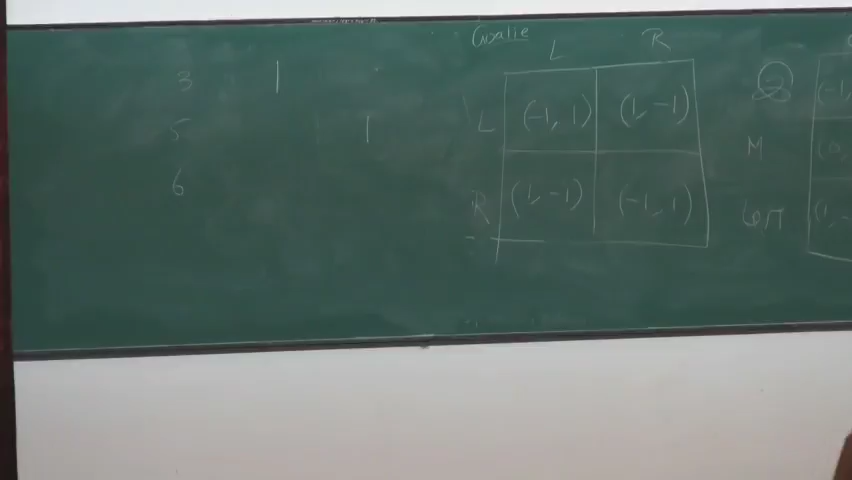 Goalie
L R
3 1
L (-1, 1) (1, -1)
5 1
M
6
R (1, -1) (-1, 1)